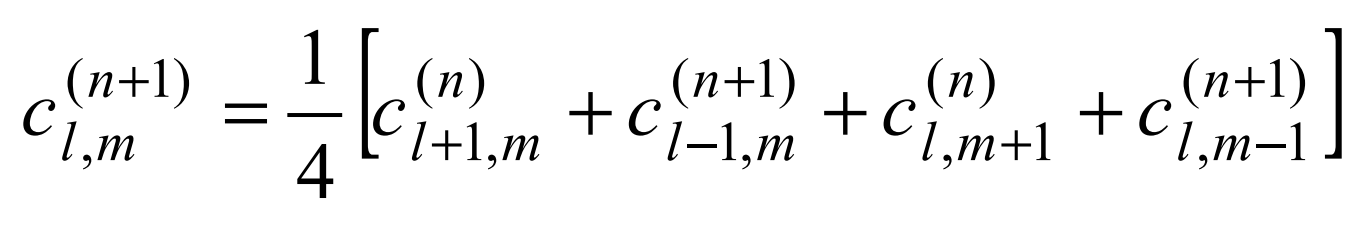 c_{l,m}^{(n+1)} = \frac{1}{4} \left[ c_{l+1,m}^{(n)} + c_{l-1,m}^{(n+1)} + c_{l,m+1}^{(n)} + c_{l,m-1}^{(n+1)} \right]